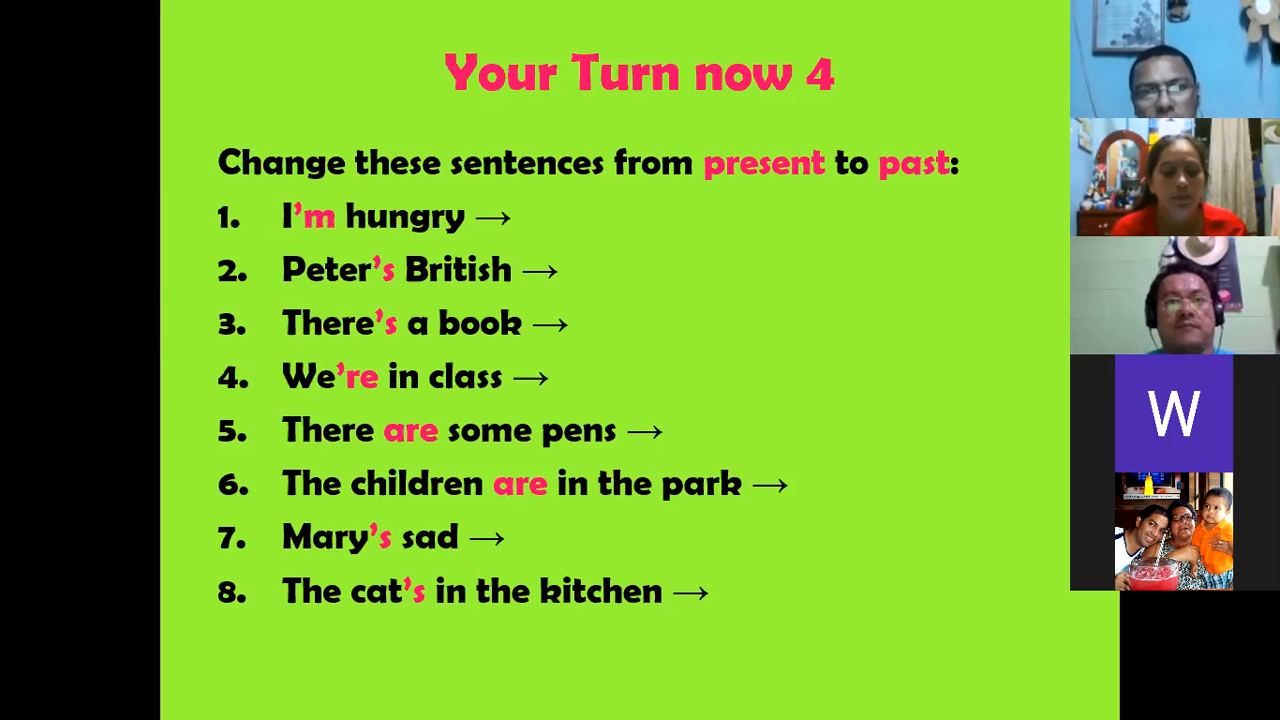 Your Turn now 4
Change these sentences from present to past:
1. I’m hungry →
2. Peter’s British →
3. There’s a book →
4. We’re in class →
5. There are some pens →
6. The children are in the park →
7. Mary’s sad →
8. The cat’s in the kitchen →
W